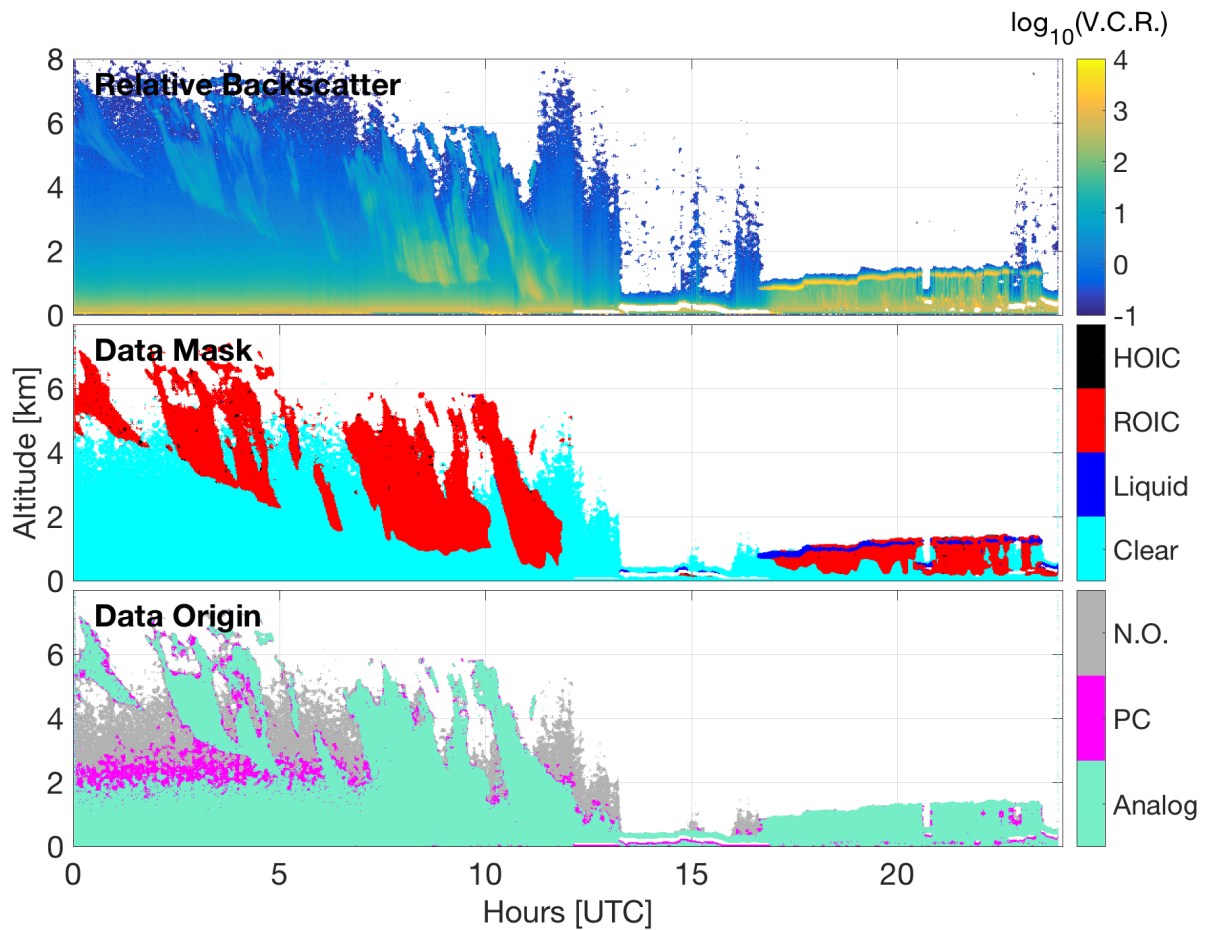 log10(V.C.R.)
Relative Backscatter
8
6
4
2
0
4
3
2
1
0
-1
Data Mask
6
4
2
0
HOIC
ROIC
Liquid
Clear
Altitude [km]
Data Origin
6
4
2
0
N.O.
PC
Analog
0 5 10 15 20
Hours [UTC]